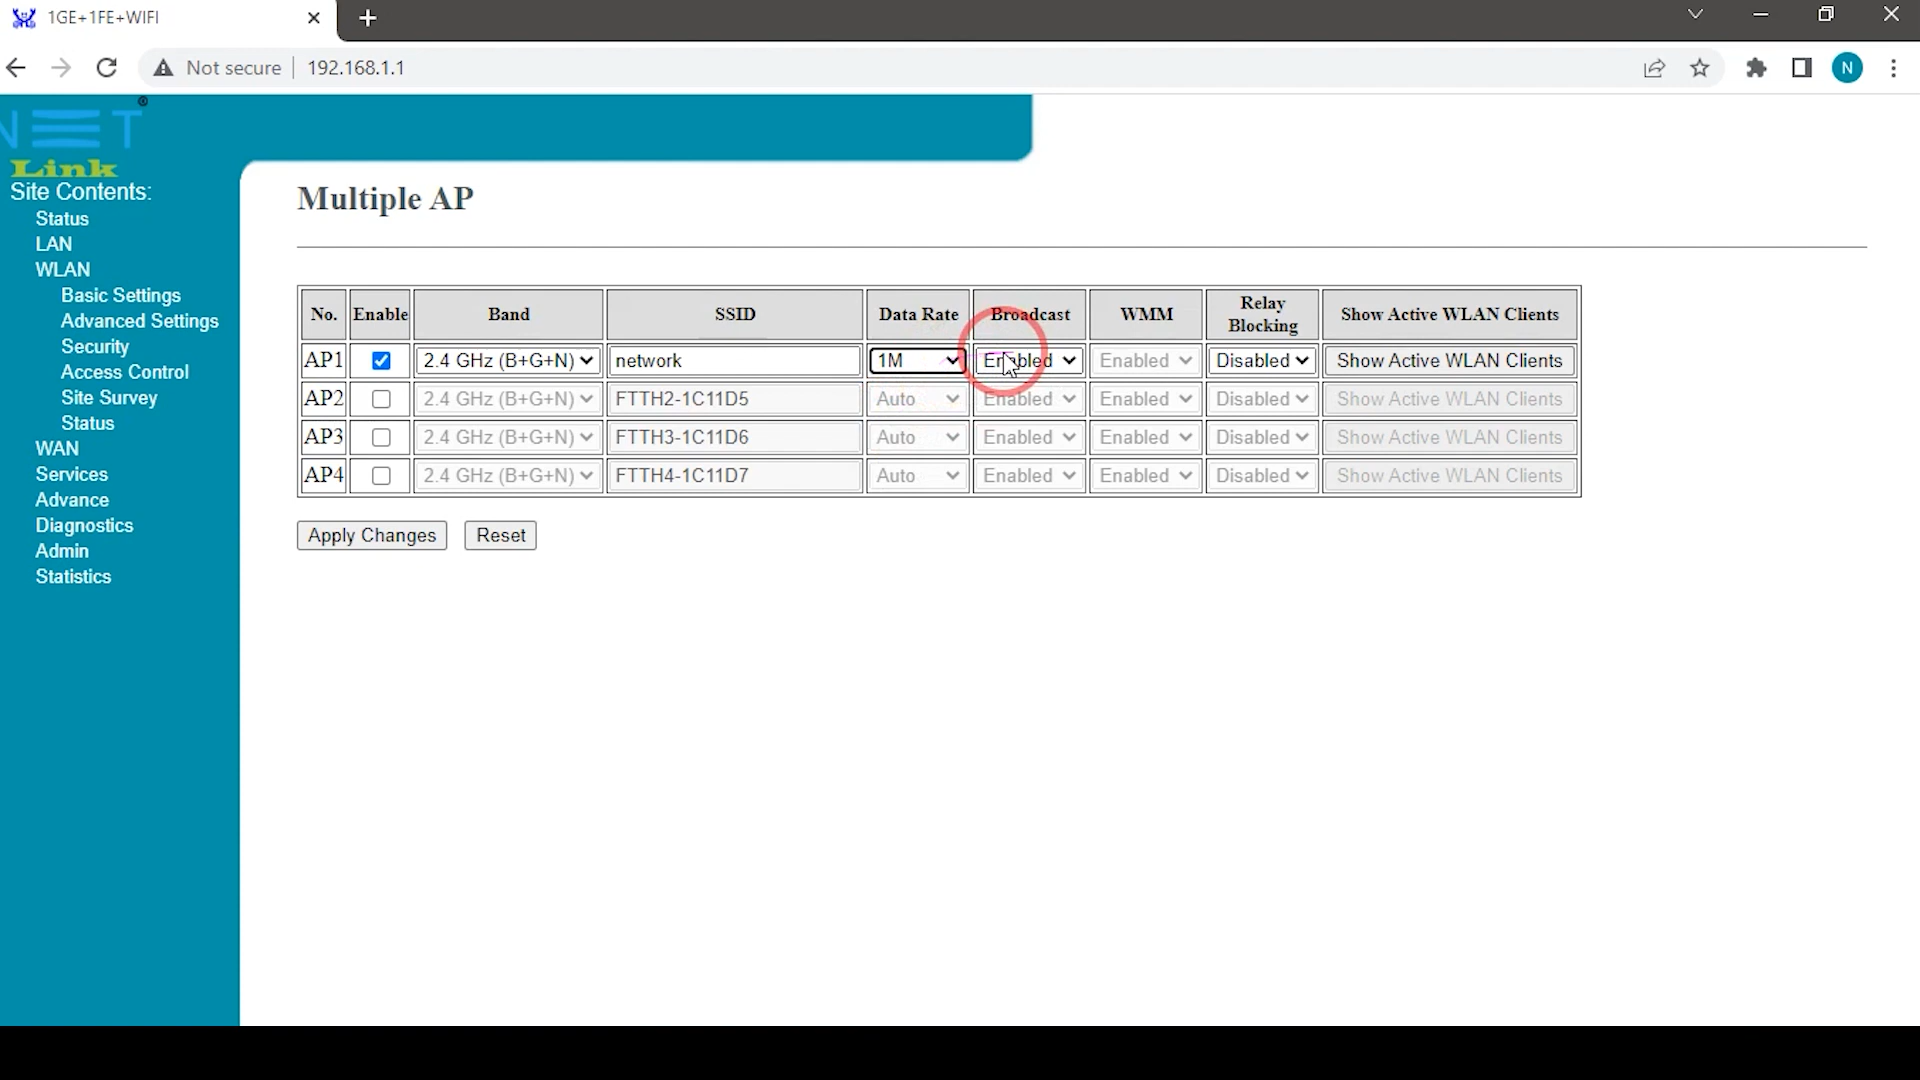 1GE+1FE+WIFI
Not secure 192.168.1.1 N
NET
Link
Site Contents:
Status
LAN
WLAN
Basic Settings
Advanced Settings
Security
Access Control
Site Survey
Status
WAN
Services
Advance
Diagnostics
Admin
Statistics
Multiple AP
No. Enable Band SSID Data Rate Broadcast WMM Relay Blocking Show Active WLAN Clients
AP1 2.4 GHz (B+G+N) network 1M Enabled Enabled Disabled Show Active WLAN Clients
AP2 2.4 GHz (B+G+N) FTTH2-1C11D5 Auto Enabled Enabled Disabled Show Active WLAN Clients
AP3 2.4 GHz (B+G+N) FTTH3-1C11D6 Auto Enabled Enabled Disabled Show Active WLAN Clients
AP4 2.4 GHz (B+G+N) FTTH4-1C11D7 Auto Enabled Enabled Disabled Show Active WLAN Clients
Apply Changes Reset